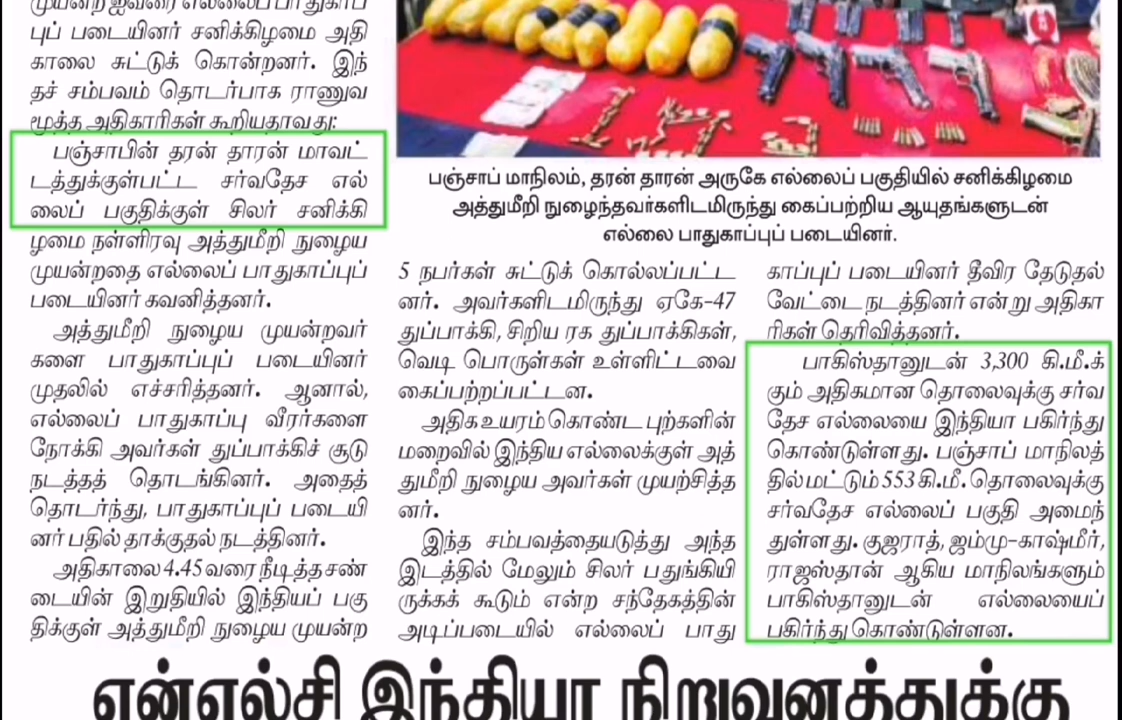 முயன்ற ஐவரை எல்லைப் பாதுகாப்
புப் படையினர் சனிக்கிழமை அதி
காலை சுட்டுக் கொன்றனர். இந்
தச் சம்பவம் தொடர்பாக ராணுவ
மூத்த அதிகாரிகள் கூறியதாவது:
பஞ்சாபின் தரன் தாரன் மாவட்
டத்துக்குள்பட்ட சர்வதேச எல்
லைப் பகுதிக்குள் சிலர் சனிக்கி
ழமை நள்ளிரவு அத்துமீறி நுழைய
முயன்றதை எல்லைப் பாதுகாப்புப்
படையினர் கவனித்தனர்.
அத்துமீறி நுழைய முயன்றவர்
களை பாதுகாப்புப் படையினர்
முதலில் எச்சரித்தனர். ஆனால்,
எல்லைப் பாதுகாப்பு வீரர்களை
நோக்கி அவர்கள் துப்பாக்கிச் சூடு
நடத்தத் தொடங்கினர். அதைத்
தொடர்ந்து, பாதுகாப்புப் படையி
னர் பதில் தாக்குதல் நடத்தினர்.
அதிகாலை 4.45 வரை நீடித்த சண்
டையின் இறுதியில் இந்தியப் பகு
திக்குள் அத்துமீறி நுழைய முயன்ற
பஞ்சாப் மாநிலம், தரன் தாரன் அருகே எல்லைப் பகுதியில் சனிக்கிழமை
அத்துமீறி நுழைந்தவர்களிடமிருந்து கைப்பற்றிய ஆயுதங்களுடன்
எல்லை பாதுகாப்புப் படையினர்.
5 நபர்கள் சுட்டுக் கொல்லப்பட்ட
னர். அவர்களிடமிருந்து ஏகே-47
துப்பாக்கி, சிறிய ரக துப்பாக்கிகள்,
வெடி பொருள்கள் உள்ளிட்டவை
கைப்பற்றப்பட்டன.
அதிக உயரம் கொண்ட புற்களின்
மறைவில் இந்திய எல்லைக்குள் அத்
துமீறி நுழைய அவர்கள் முயற்சித்த
னர்.
இந்த சம்பவத்தையடுத்து அந்த
இடத்தில் மேலும் சிலர் பதுங்கியி
ருக்கக் கூடும் என்ற சந்தேகத்தின்
அடிப்படையில் எல்லைப் பாது
காப்புப் படையினர் தீவிர தேடுதல்
வேட்டை நடத்தினர் என்று அதிகா
ரிகள் தெரிவித்தனர்.
பாகிஸ்தானுடன் 3,300 கி.மீ.க்
கும் அதிகமான தொலைவுக்கு சர்வ
தேச எல்லையை இந்தியா பகிர்ந்து
கொண்டுள்ளது. பஞ்சாப் மாநிலத்
தில் மட்டும் 553 கி.மீ. தொலைவுக்கு
சர்வதேச எல்லைப் பகுதி அமைந்
துள்ளது. குஜராத், ஜம்மு-காஷ்மீர்,
ராஜஸ்தான் ஆகிய மாநிலங்களும்
பாகிஸ்தானுடன் எல்லையைப்
பகிர்ந்து கொண்டுள்ளன.
என்எல்சி இந்தியா நிறுவனத்துக்கு